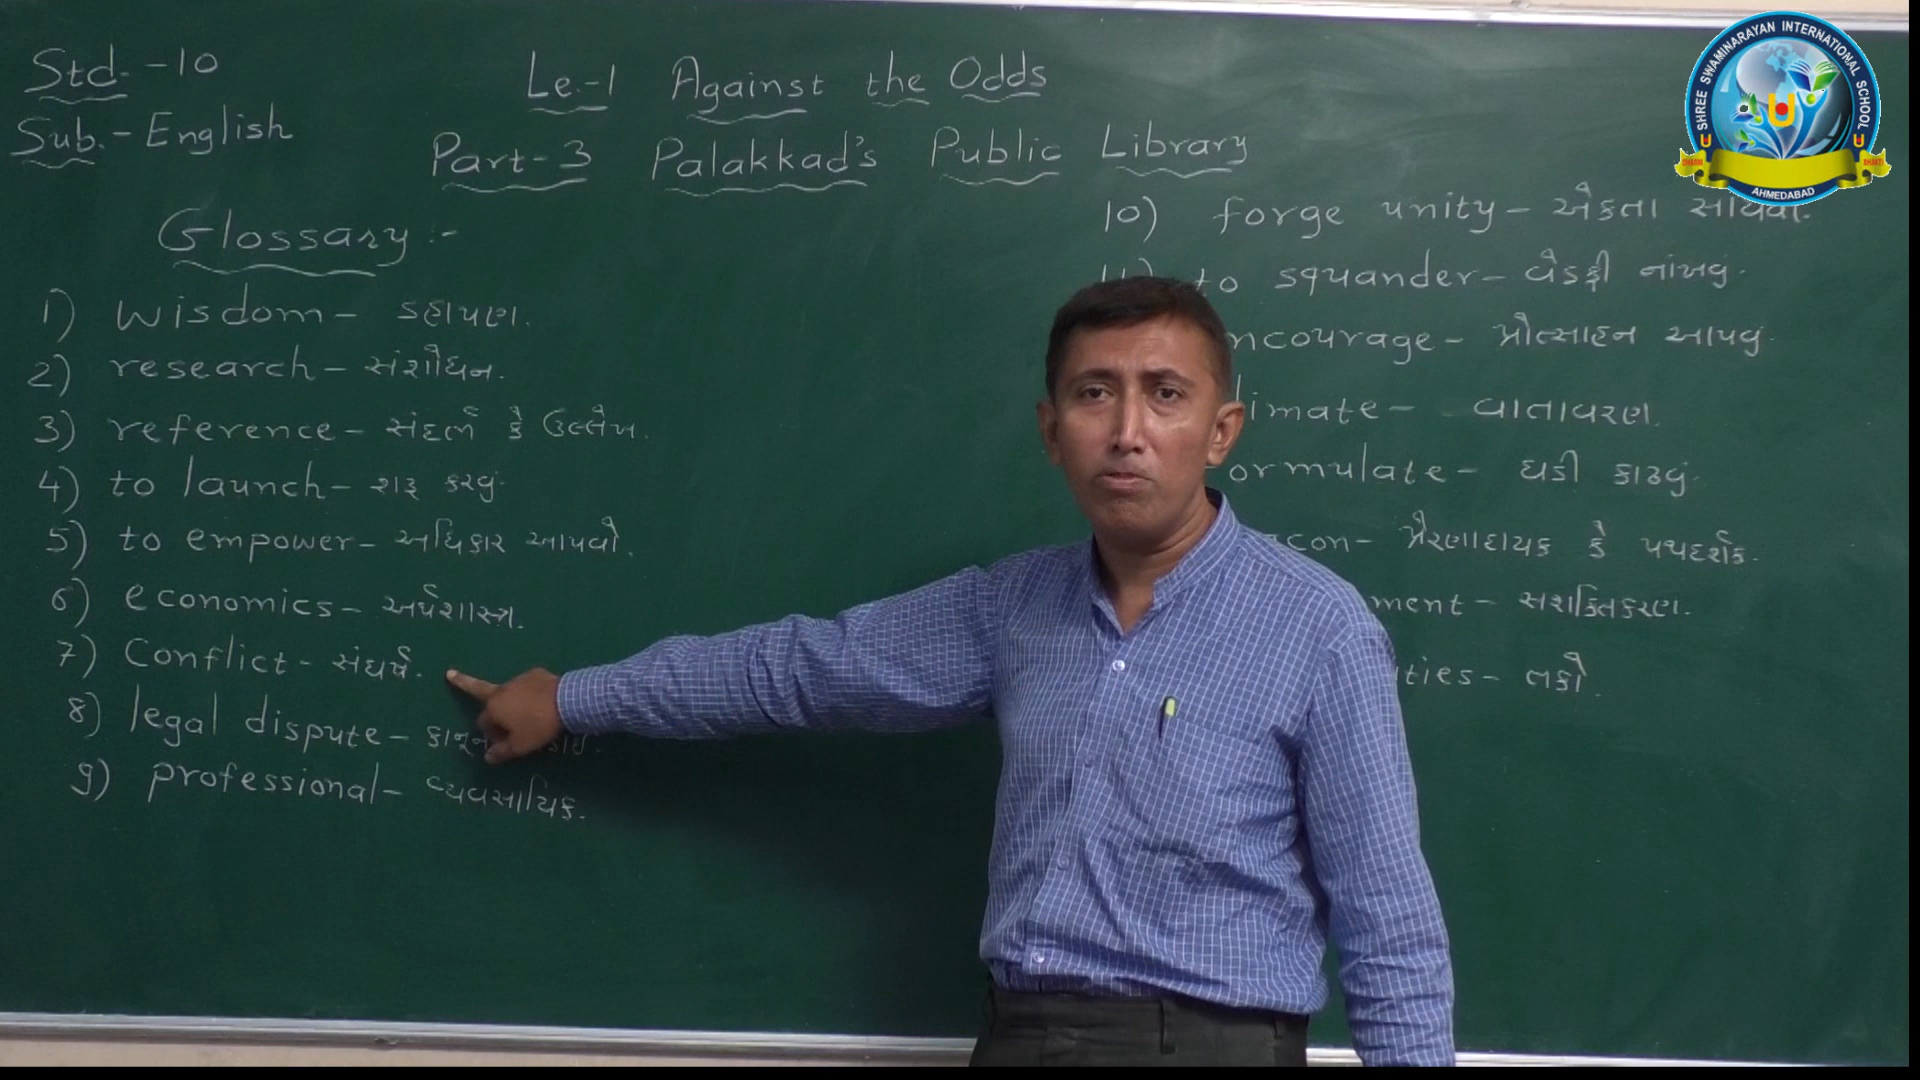 Std. - 10
Sub. - English
Le.-1 Against the Odds
Part-3 Palakkad's Public Library
Glossary :-
1) wisdom - ડહાપણ.
2) research - સંશોધન.
3) reference - સંદર્ભ કે ઉલ્લેખ.
4) to launch - શરૂ કરવું.
5) to empower - અધિકાર આપવો.
6) economics - અર્થશાસ્ત્ર.
7) Conflict - સંઘર્ષ.
8) legal dispute -
9) professional - વ્યવસાયિક.
10) forge unity - એકતા
to squander - વેડફી નાંખવું.
ncourage - પ્રોત્સાહન આપવું.
imate - વાતાવરણ.
ormulate - ઘડી કાઢવું.
con - પ્રેરણાદાયક કે પથદર્શક.
ment - સશક્તિકરણ.
ities - તકો.
SHREE SWAMINARAYAN INTERNATIONAL SCHOOL
DHARM BHAKTI
AHMEDABAD